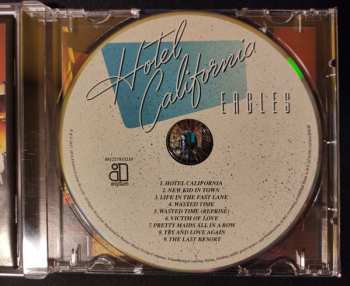 Hotel
California
EAGLES
asylum
1. HOTEL CALIFORNIA
2. NEW KID IN TOWN
3. LIFE IN THE FAST LANE
4. WASTED TIME
5. WASTED TIME (REPRISE)
6. VICTIM OF LOVE
7. PRETTY MAIDS ALL IN A ROW
8. TRY AND LOVE AGAIN
9. THE LAST RESORT